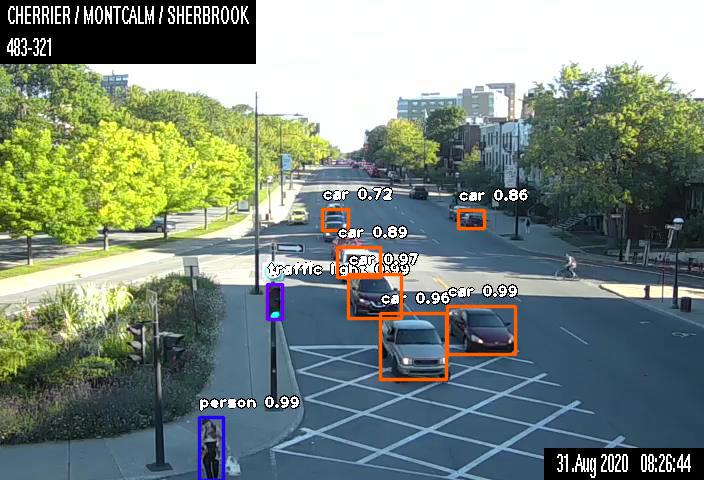 CHERRIER / MONTCALM / SHERBROOK
483-321
car 0.72
car 0.86
car 0.89
car 0.97
traffic light 0.99
car 0.96
car 0.99
person 0.99
31.Aug 2020 08:26:44